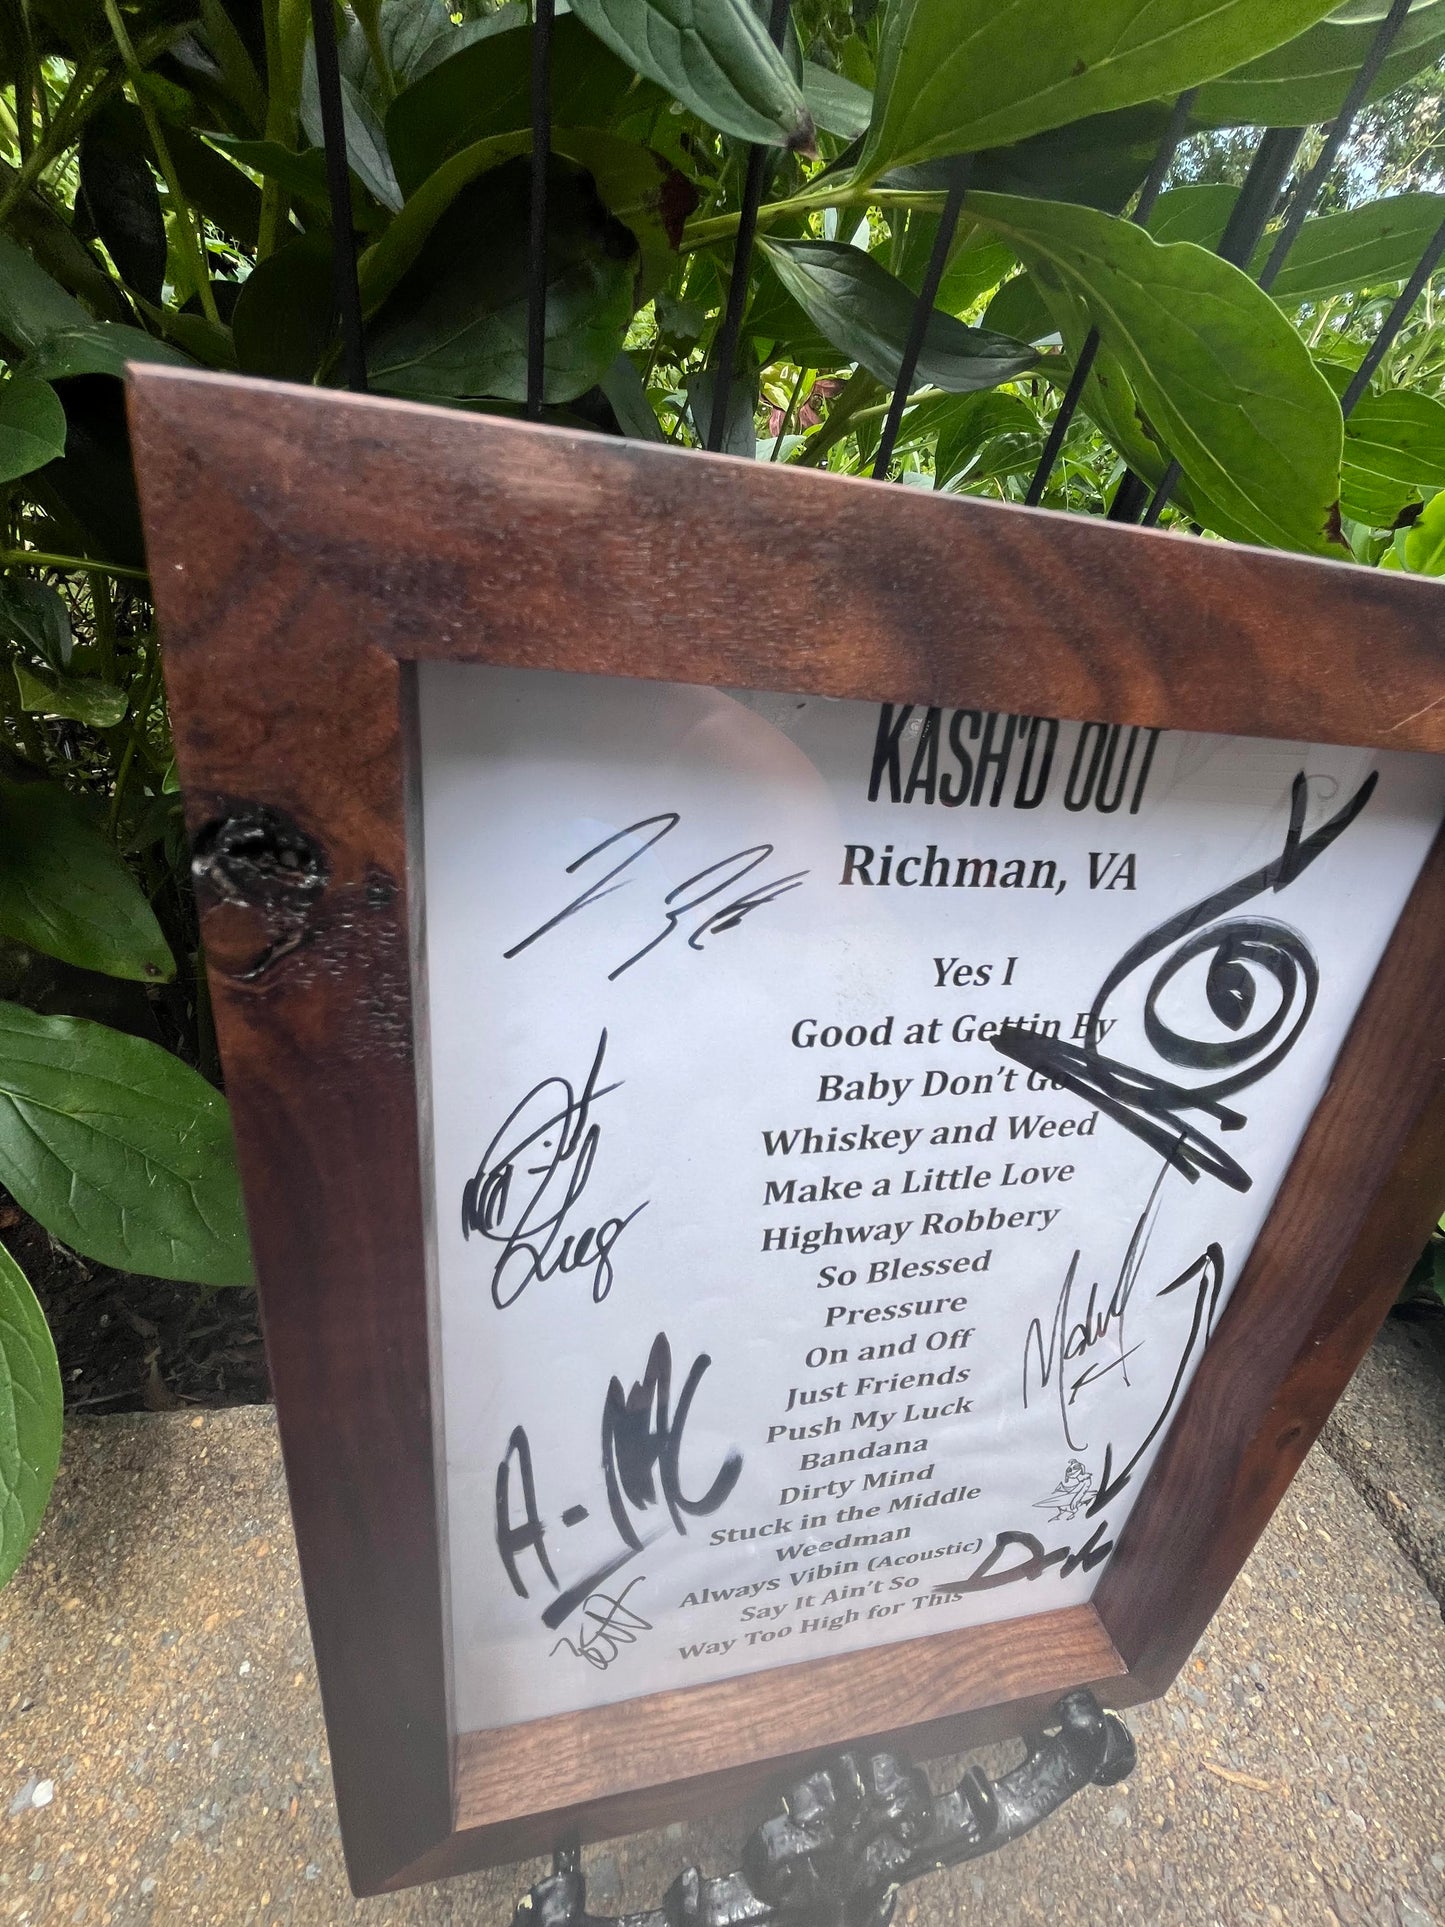 KASH'D OUT
Richman, VA
Yes I
Good at Gettin By
Baby Don't Go
Whiskey and Weed
Make a Little Love
Highway Robbery
So Blessed
Pressure
On and Off
Just Friends
Push My Luck
Bandana
Dirty Mind
Stuck in the Middle
Weedman
Always Vibin (Acoustic)
Say It Ain't So
Way Too High for This